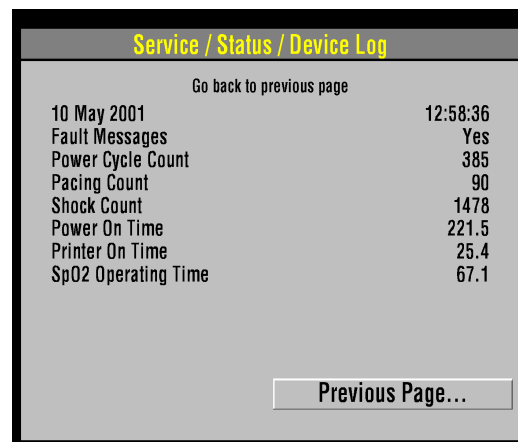 Service / Status / Device Log
Go back to previous page
10 May 2001 12:58:36
Fault Messages Yes
Power Cycle Count 385
Pacing Count 90
Shock Count 1478
Power On Time 221.5
Printer On Time 25.4
SpO2 Operating Time 67.1
Previous Page...